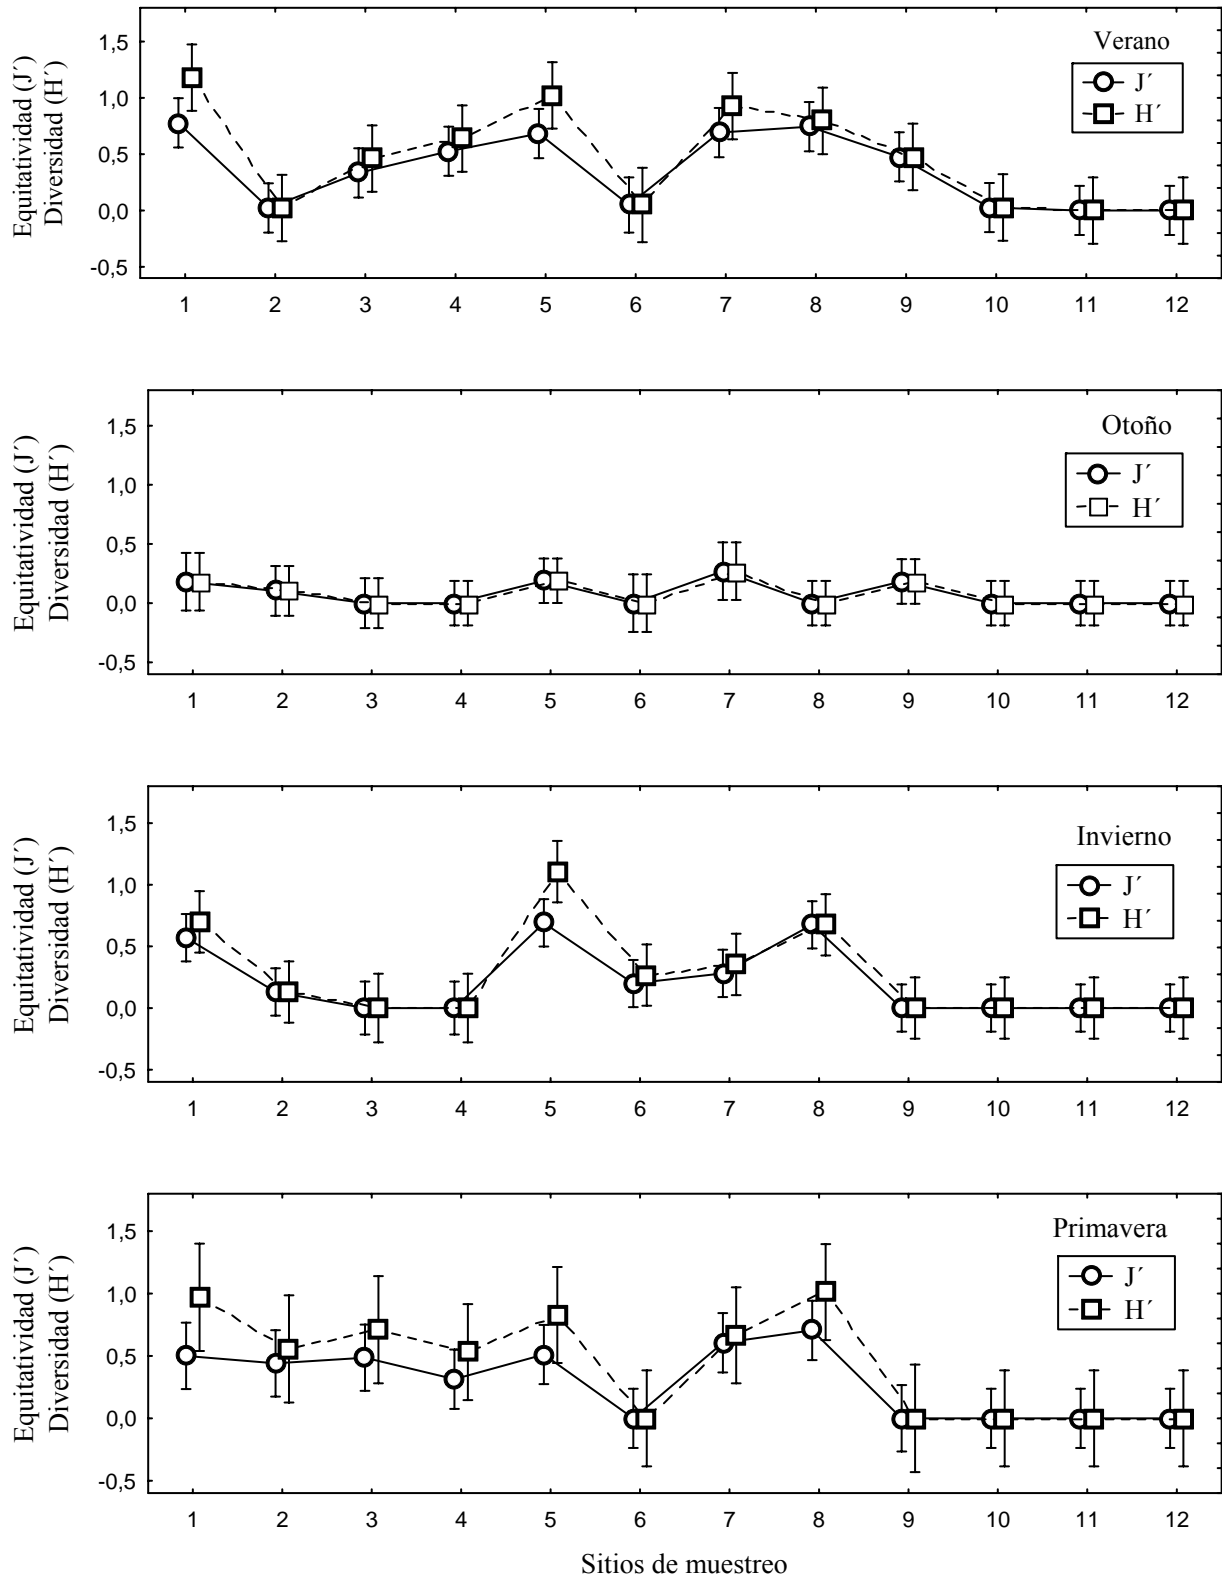 Equitatividad (J´)
Diversidad (H´)
1,5
1,0
0,5
0,0
-0,5
Verano
J´
H´
1 2 3 4 5 6 7 8 9 10 11 12
Equitatividad (J´)
Diversidad (H´)
1,5
1,0
0,5
0,0
-0,5
Otoño
J´
H´
1 2 3 4 5 6 7 8 9 10 11 12
Equitatividad (J´)
Diversidad (H´)
1,5
1,0
0,5
0,0
-0,5
Invierno
J´
H´
1 2 3 4 5 6 7 8 9 10 11 12
Equitatividad (J´)
Diversidad (H´)
1,5
1,0
0,5
0,0
-0,5
Primavera
J´
H´
1 2 3 4 5 6 7 8 9 10 11 12
Sitios de muestreo